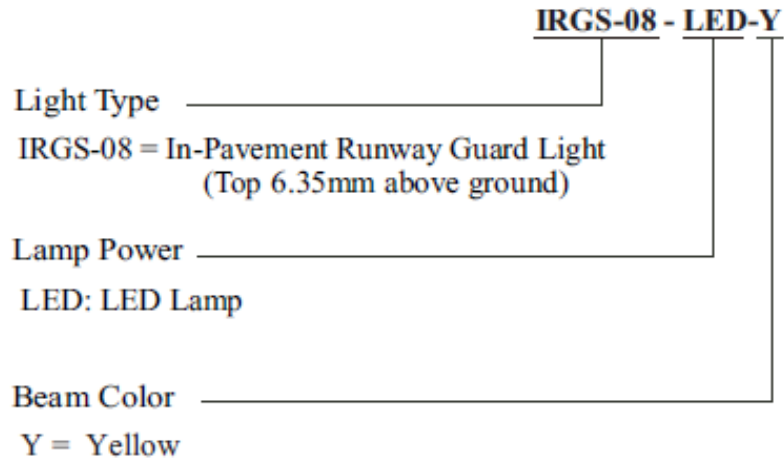 IRGS-08 - LED-Y
Light Type
IRGS-08 = In-Pavement Runway Guard Light
(Top 6.35mm above ground)
Lamp Power
LED: LED Lamp
Beam Color
Y = Yellow